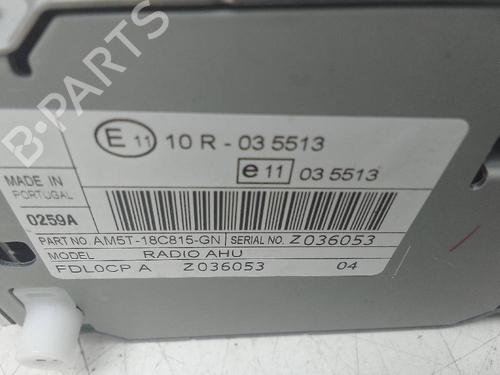 B-PARTS
E 11 10 R - 03 5513
e 11 03 5513
MADE IN
PORTUGAL
0259A
PART NO. AM5T-18C815-GN SERIAL NO. Z036053
MODEL RADIO AHU
FDL0CP A Z036053 04